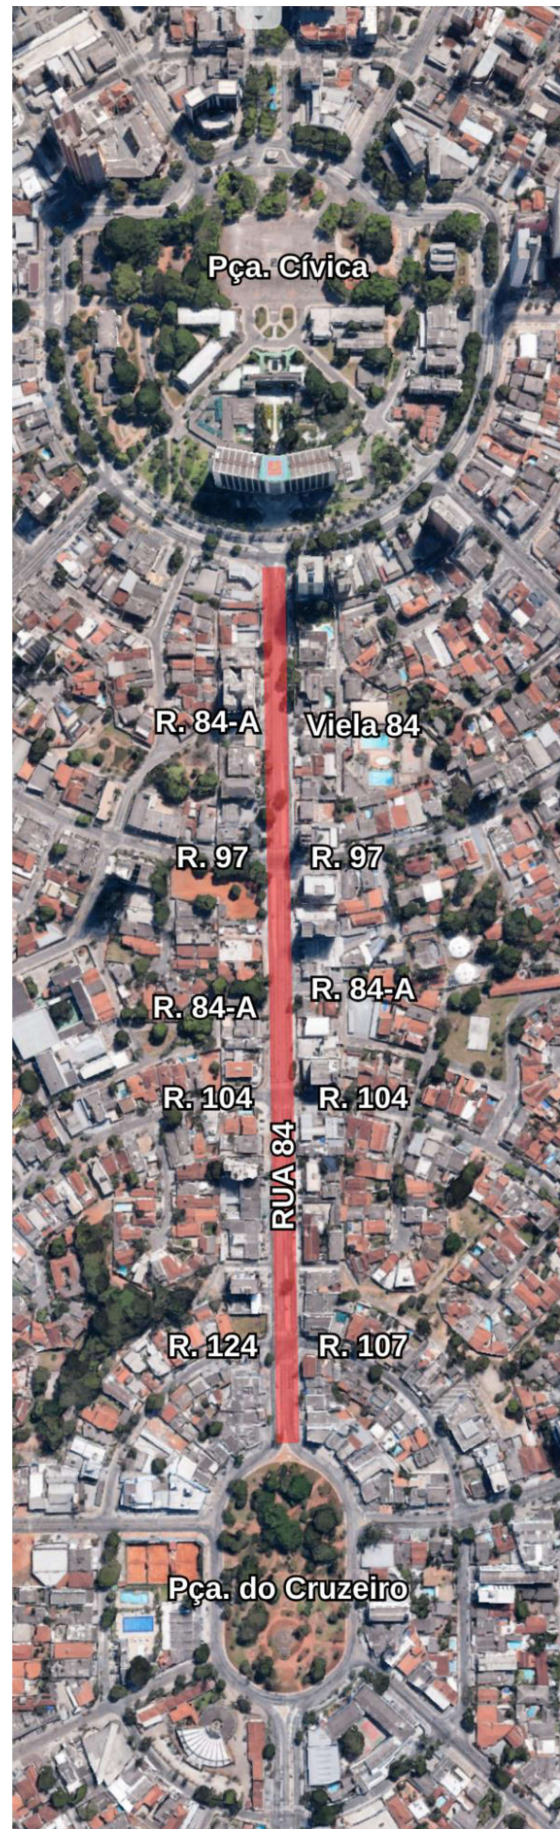 Pça. Cívica
R. 84-A
Viela 84
R. 97
R. 97
R. 84-A
R. 84-A
R. 104
R. 104
RUA 84
R. 124
R. 107
Pça. do Cruzeiro